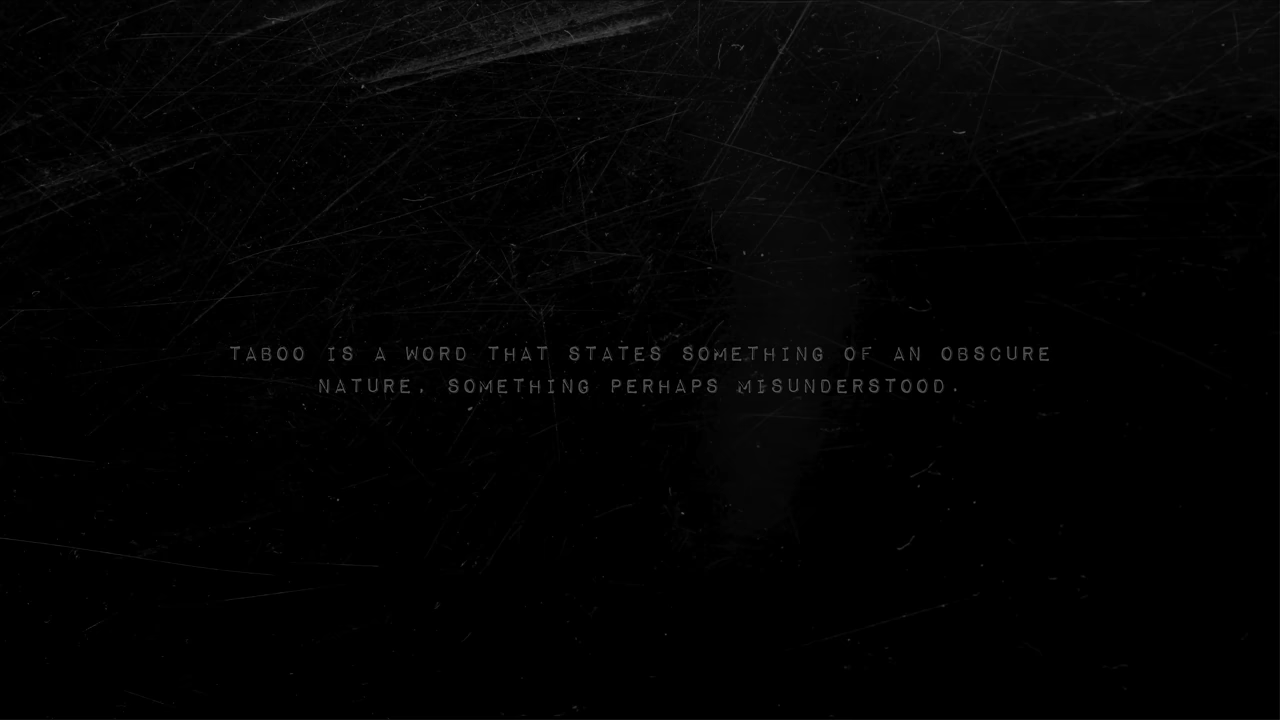 TABOO IS A WORD THAT STATES SOMETHING OF AN OBSCURE
NATURE. SOMETHING PERHAPS MISUNDERSTOOD.